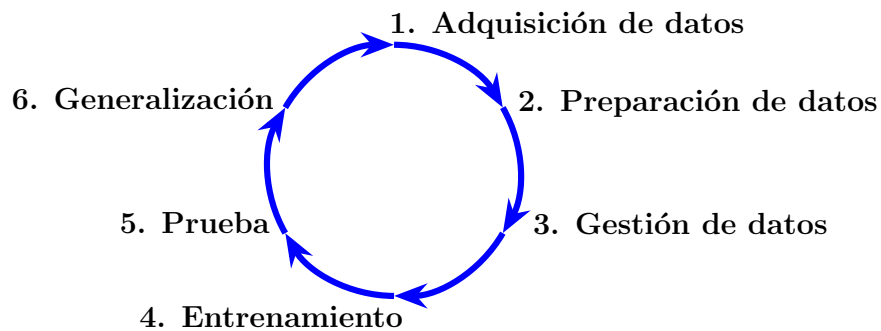 1. Adquisición de datos
2. Preparación de datos
3. Gestión de datos
4. Entrenamiento
5. Prueba
6. Generalización